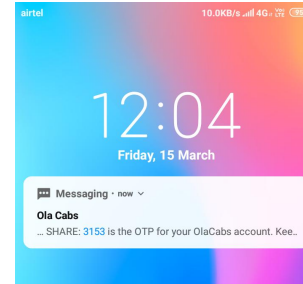 airtel 10.0KB/s 4G VoLTE
12:04
Friday, 15 March
Messaging • now
Ola Cabs
... SHARE: 3153 is the OTP for your OlaCabs account. Kee..